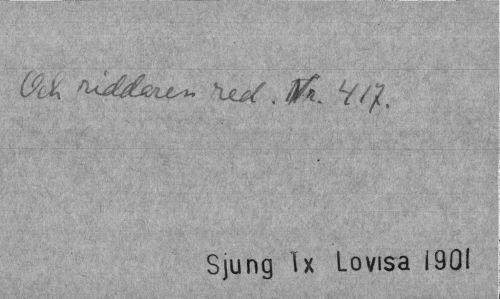 Och riddaren red. Nr. 417.
Sjung Tx Lovisa 1901